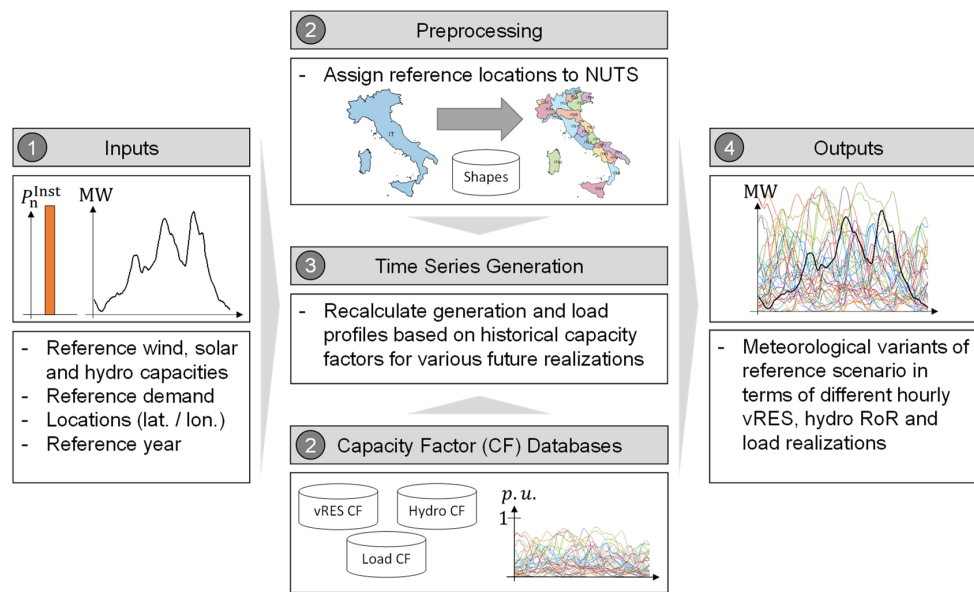 1
Inputs
P_n^Inst
MW
- Reference wind, solar
and hydro capacities
- Reference demand
- Locations (lat. / lon.)
- Reference year
2
Preprocessing
- Assign reference locations to NUTS
IT
Shapes
3
Time Series Generation
- Recalculate generation and load
profiles based on historical capacity
factors for various future realizations
2
Capacity Factor (CF) Databases
vRES CF
Hydro CF
Load CF
p.u.
1
4
Outputs
MW
- Meteorological variants of
reference scenario in
terms of different hourly
vRES, hydro RoR and
load realizations